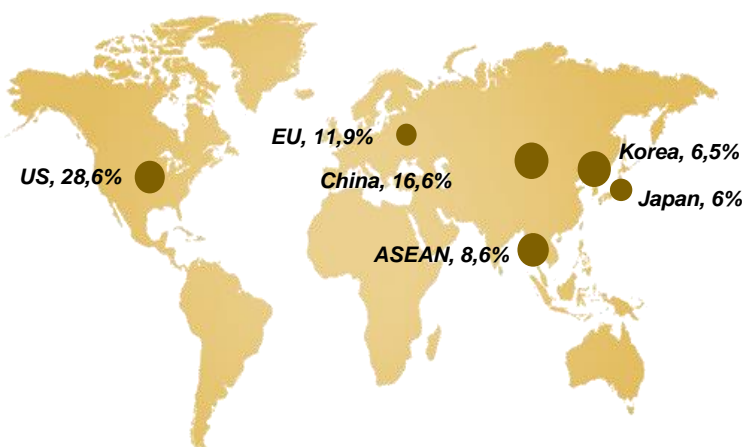 EU, 11,9%
Korea, 6,5%
US, 28,6%
China, 16,6%
Japan, 6%
ASEAN, 8,6%